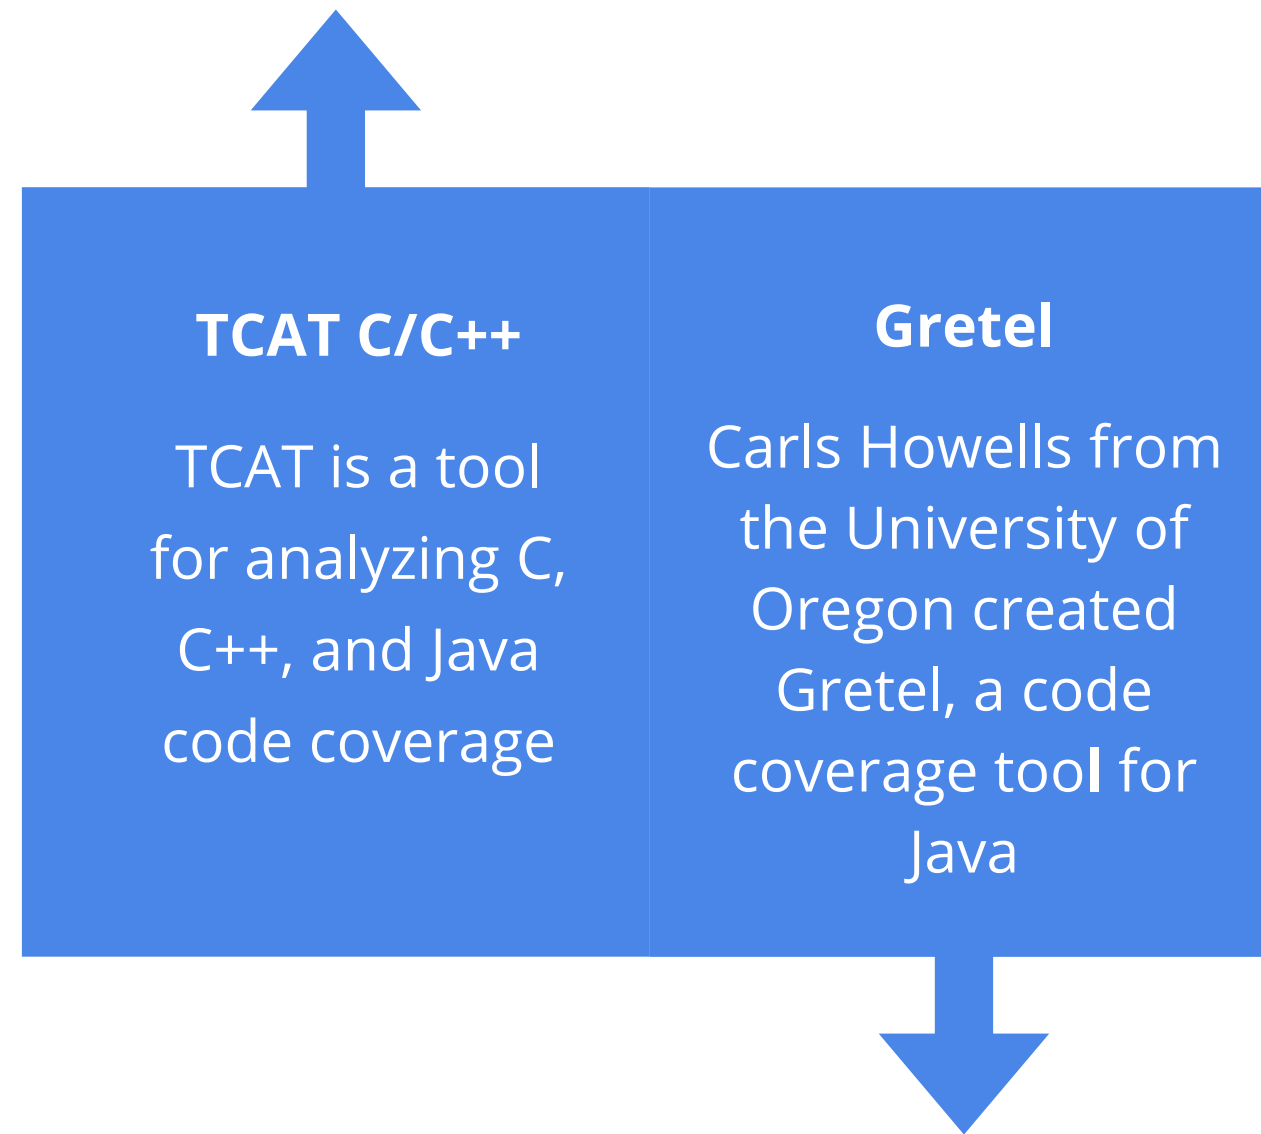 TCAT C/C++
TCAT is a tool
for analyzing C,
C++, and Java
code coverage
Gretel
Carls Howells from
the University of
Oregon created
Gretel, a code
coverage tool for
Java